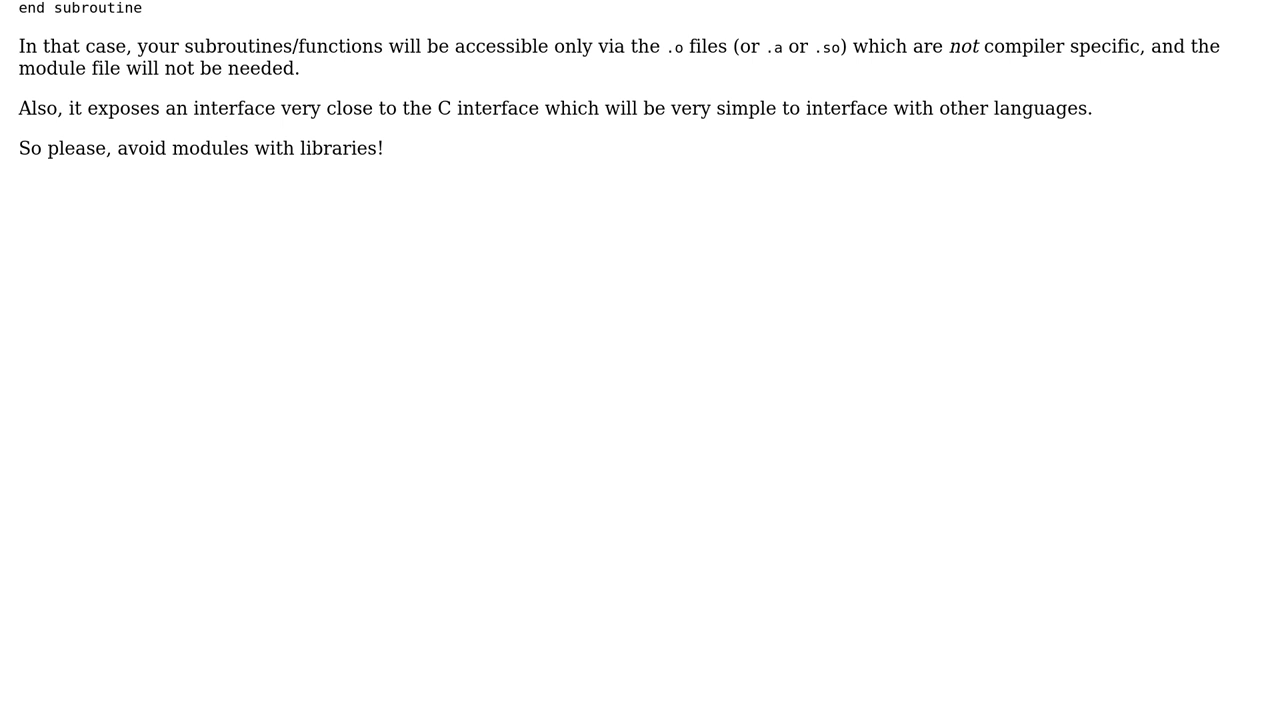 end subroutine
In that case, your subroutines/functions will be accessible only via the .o files (or .a or .so) which are not compiler specific, and the
module file will not be needed.
Also, it exposes an interface very close to the C interface which will be very simple to interface with other languages.
So please, avoid modules with libraries!